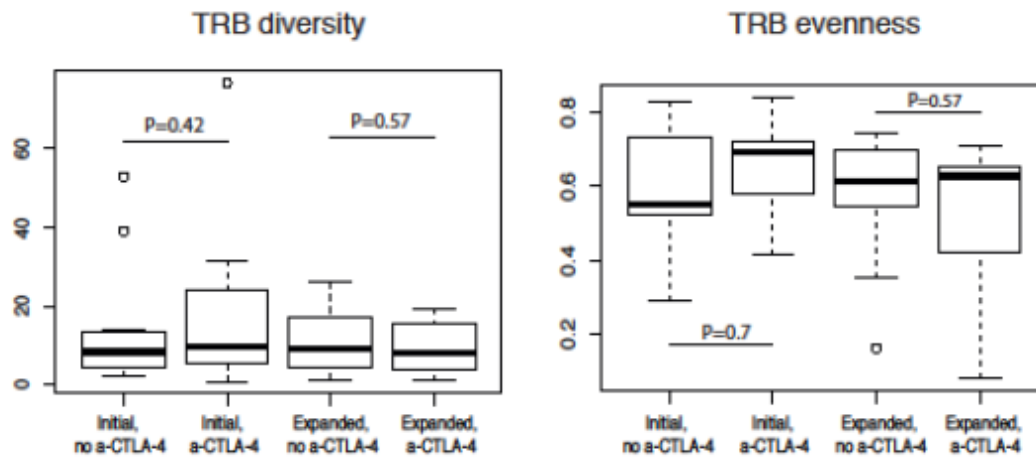 TRB diversity
P=0.42
P=0.57
60
40
20
0
Initial,
no a-CTLA-4
Initial,
a-CTLA-4
Expanded,
no a-CTLA-4
Expanded,
a-CTLA-4
TRB evenness
P=0.57
0.8
0.6
0.4
0.2
P=0.7
Initial,
no a-CTLA-4
Initial,
a-CTLA-4
Expanded,
no a-CTLA-4
Expanded,
a-CTLA-4